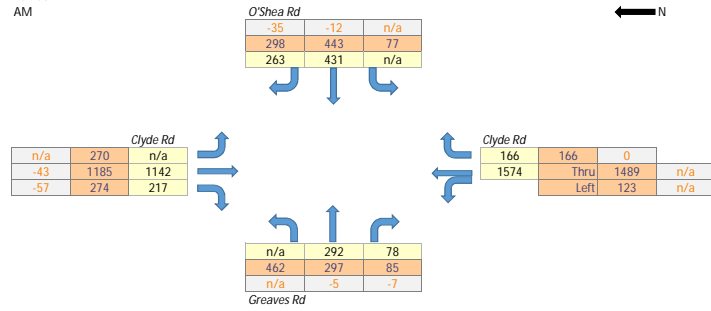 AM
O'Shea Rd
N
-35 -12 n/a
298 443 77
263 431 n/a
Clyde Rd
Clyde Rd
n/a 270 n/a
166 166 0
-43 1185 1142
1574 Thru 1489 n/a
-57 274 217
Left 123 n/a
n/a 292 78
462 297 85
n/a -5 -7
Greaves Rd